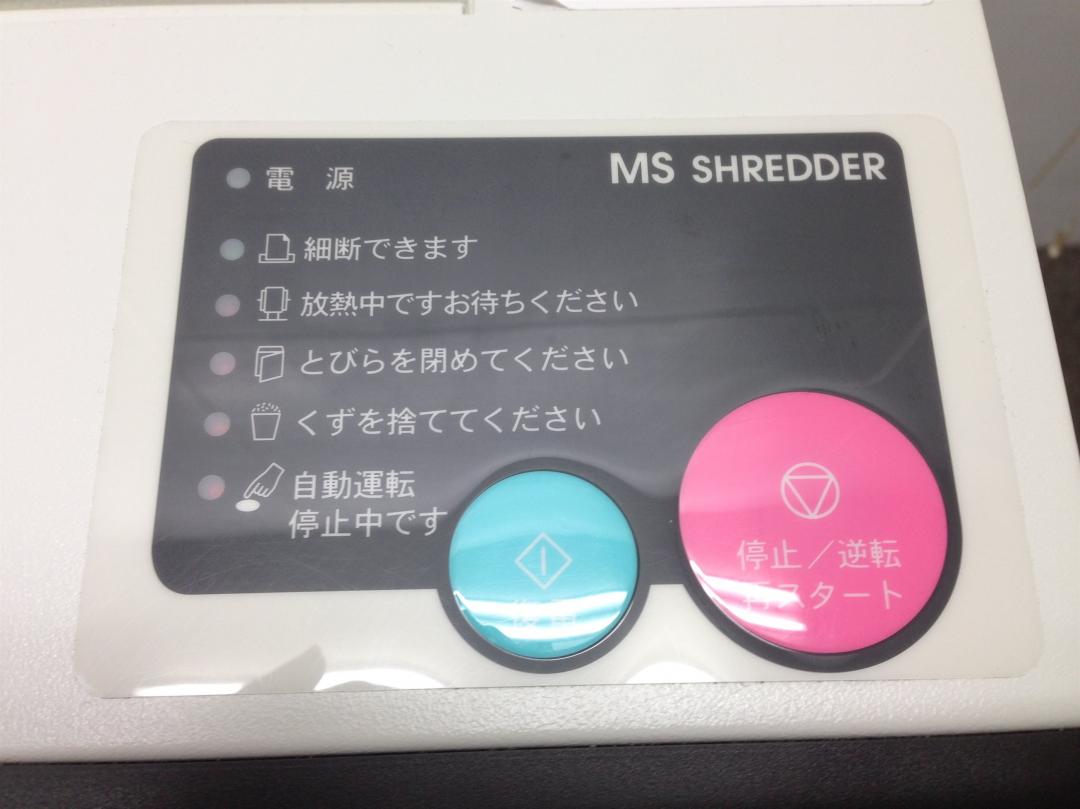 MS SHREDDER
電 源
細断できます
放熱中ですお待ちください
とびらを閉めてください
くずを捨ててください
自動運転
停止中です
停止/逆転
再スタート